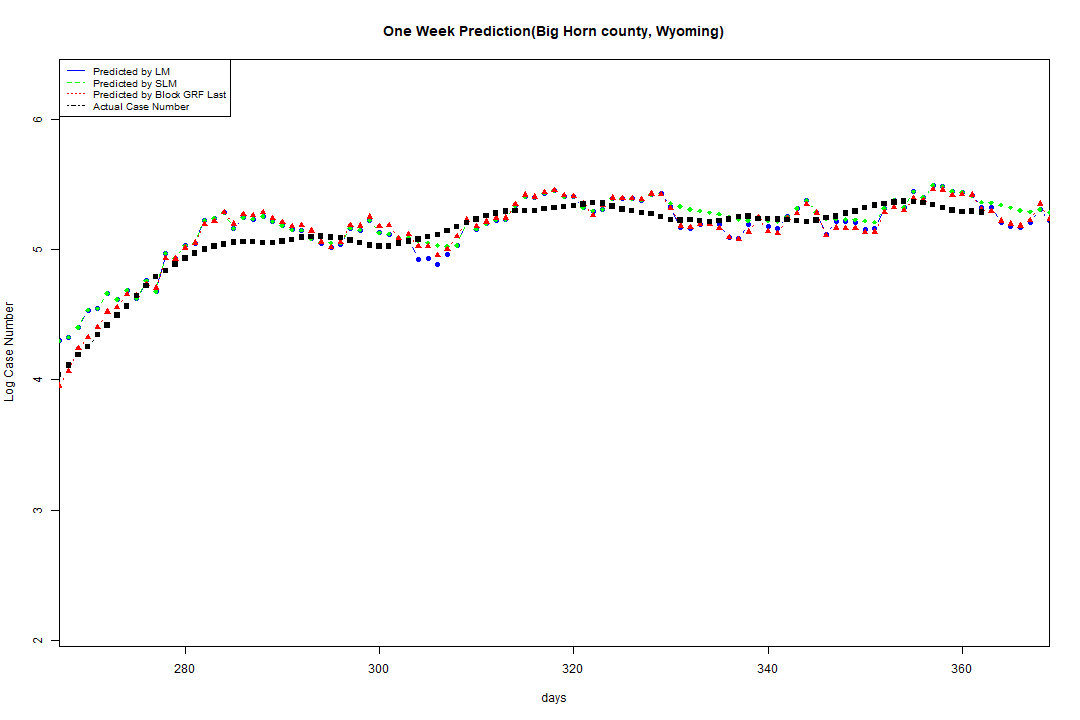 One Week Prediction(Big Horn county, Wyoming)
Predicted by LM
Predicted by SLM
Predicted by Block GRF Last
Actual Case Number
6
5
4
3
2
Log Case Number
280 300 320 340 360
days